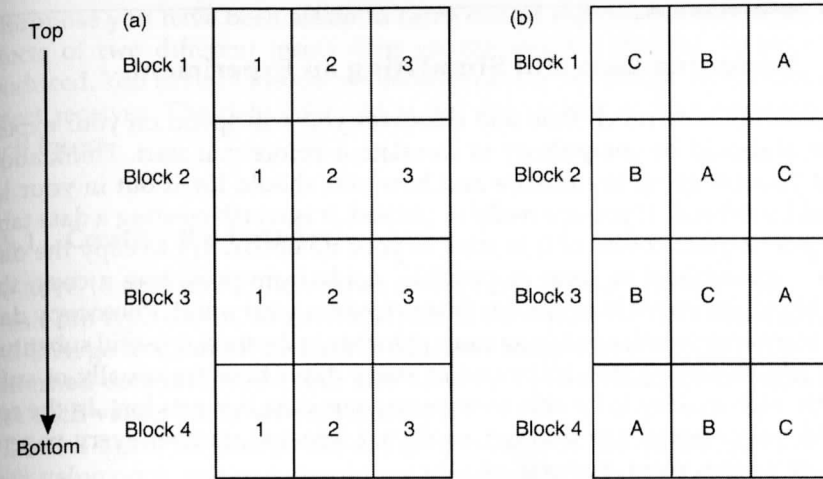 (a) (b)
Top
Block 1 1 2 3 Block 1 C B A
Block 2 1 2 3 Block 2 B A C
Block 3 1 2 3 Block 3 B C A
Block 4 1 2 3 Block 4 A B C
Bottom